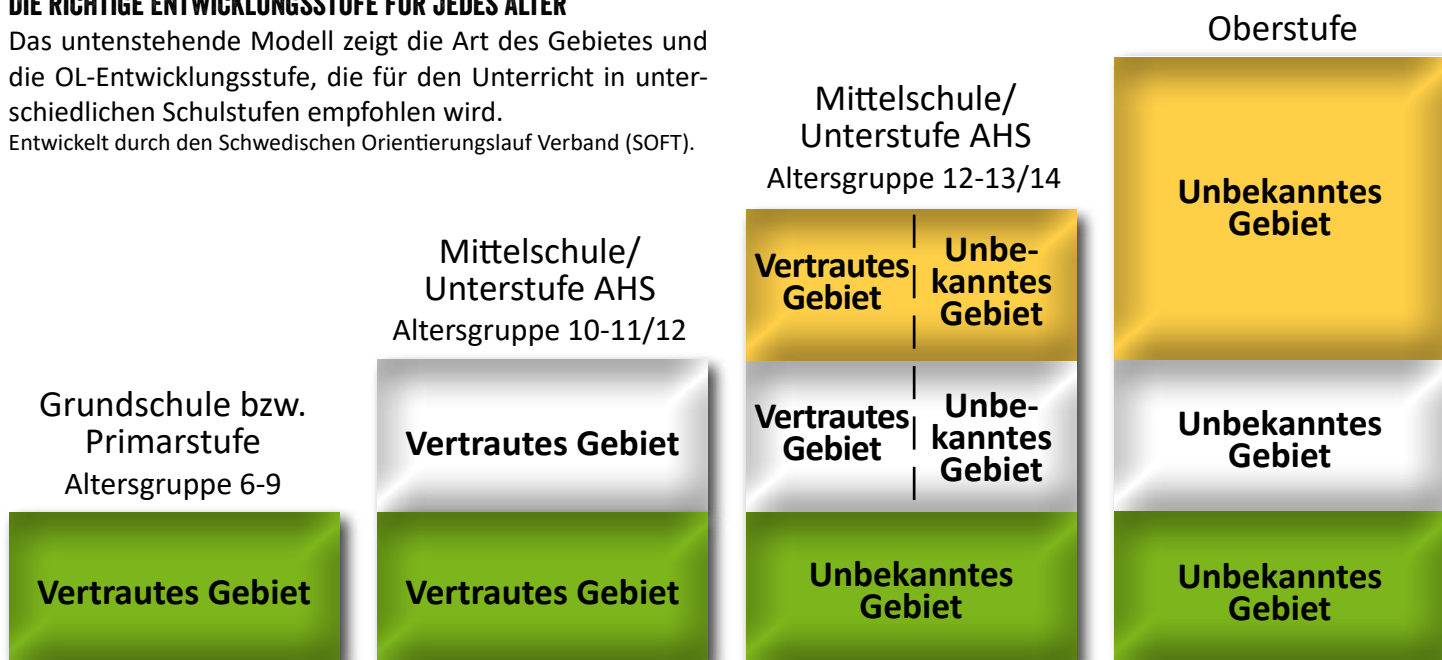 DIE RICHTIGE ENTWICKLUNGSSTUFE FÜR JEDES ALTER
Das untenstehende Modell zeigt die Art des Gebietes und
die OL-Entwicklungsstufe, die für den Unterricht in unter-
schiedlichen Schulstufen empfohlen wird.
Entwickelt durch den Schwedischen Orientierungslauf Verband (SOFT).
Grundschule bzw.
Primarstufe
Altersgruppe 6-9
Vertrautes Gebiet
Mittelschule/
Unterstufe AHS
Altersgruppe 10-11/12
Vertrautes Gebiet
Vertrautes Gebiet
Mittelschule/
Unterstufe AHS
Altersgruppe 12-13/14
Vertrautes
Gebiet
Unbe-
kanntes
Gebiet
Vertrautes
Gebiet
Unbe-
kanntes
Gebiet
Unbekanntes
Gebiet
Oberstufe
Unbekanntes
Gebiet
Unbekanntes
Gebiet
Unbekanntes
Gebiet